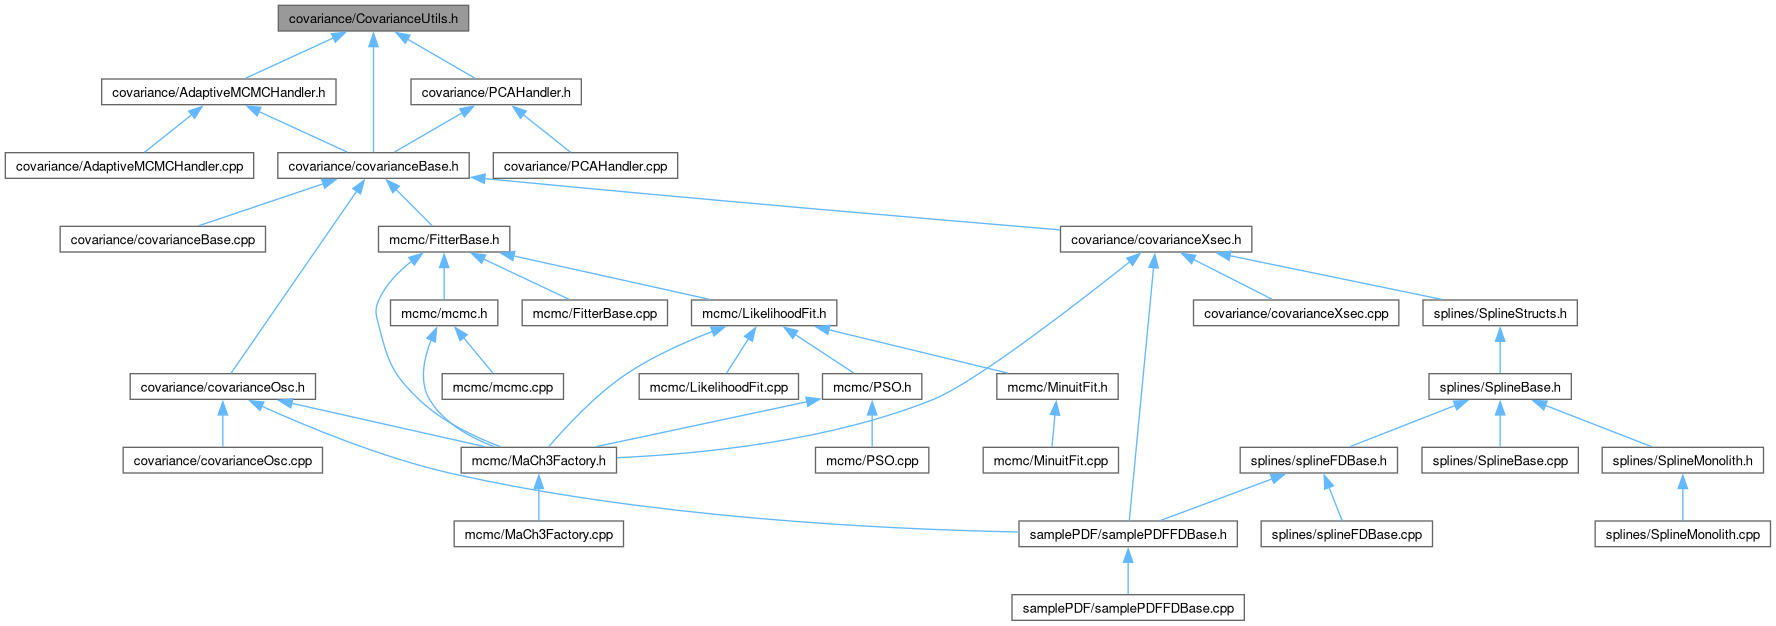 covariance/CovarianceUtils.h
covariance/AdaptiveMCMCHandler.h
covariance/PCAHandler.h
covariance/AdaptiveMCMCHandler.cpp
covariance/covarianceBase.h
covariance/PCAHandler.cpp
covariance/covarianceBase.cpp
mcmc/FitterBase.h
covariance/covarianceXsec.h
mcmc/mcmc.h
mcmc/FitterBase.cpp
mcmc/LikelihoodFit.h
covariance/covarianceXsec.cpp
splines/SplineStructs.h
covariance/covarianceOsc.h
mcmc/mcmc.cpp
mcmc/LikelihoodFit.cpp
mcmc/PSO.h
mcmc/MinuitFit.h
splines/SplineBase.h
covariance/covarianceOsc.cpp
mcmc/MaCh3Factory.h
mcmc/PSO.cpp
mcmc/MinuitFit.cpp
splines/splineFDBase.h
splines/SplineBase.cpp
splines/SplineMonolith.h
mcmc/MaCh3Factory.cpp
samplePDF/samplePDFFDBase.h
splines/splineFDBase.cpp
splines/SplineMonolith.cpp
samplePDF/samplePDFFDBase.cpp